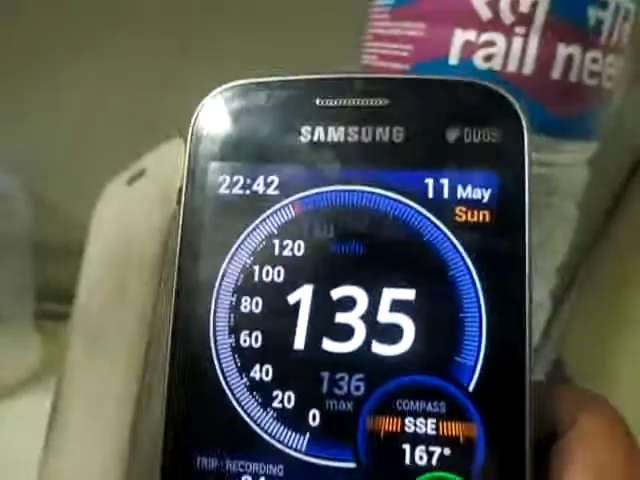 रेल नीर
rail nee
SAMSUNG
DUOS
22:42
11 May
Sun
120
100
80
60
40
20
0
135
136
max
COMPASS
SSE
167°
TRIP: RECORDING